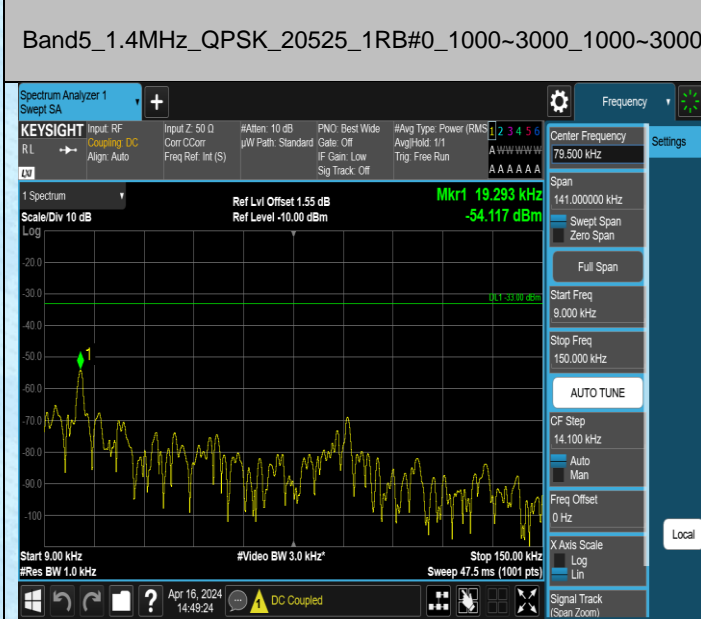 Band5_1.4MHz_QPSK_20525_1RB#0_1000~3000_1000~3000
Spectrum Analyzer 1
Swept SA
Frequency
KEYSIGHT
RL
LXI
Input: RF
Coupling: DC
Align: Auto
Input Z: 50 Ω
Corr CCorr
Freq Ref: Int (S)
#Atten: 10 dB
µW Path: Standard
PNO: Best Wide
Gate: Off
IF Gain: Low
Sig Track: Off
#Avg Type: Power (RMS
Avg|Hold: 1/1
Trig: Free Run
1 2 3 4 5 6
A W W W W W
A A A A A A
1 Spectrum
Scale/Div 10 dB
Log
Ref Lvl Offset 1.55 dB
Ref Level -10.00 dBm
Mkr1 19.293 kHz
-54.117 dBm
-20.0
-30.0
DL1 -33.00 dBm
-40.0
-50.0
1
-60.0
-70.0
-80.0
-90.0
-100
Start 9.00 kHz
#Res BW 1.0 kHz
#Video BW 3.0 kHz*
Stop 150.00 kHz
Sweep 47.5 ms (1001 pts)
Center Frequency
79.500 kHz
Settings
Span
141.000000 kHz
Swept Span
Zero Span
Full Span
Start Freq
9.000 kHz
Stop Freq
150.000 kHz
AUTO TUNE
CF Step
14.100 kHz
Auto
Man
Freq Offset
0 Hz
Local
X Axis Scale
Log
Lin
Signal Track
(Span Zoom)
?
Apr 16, 2024
14:49:24
1
DC Coupled